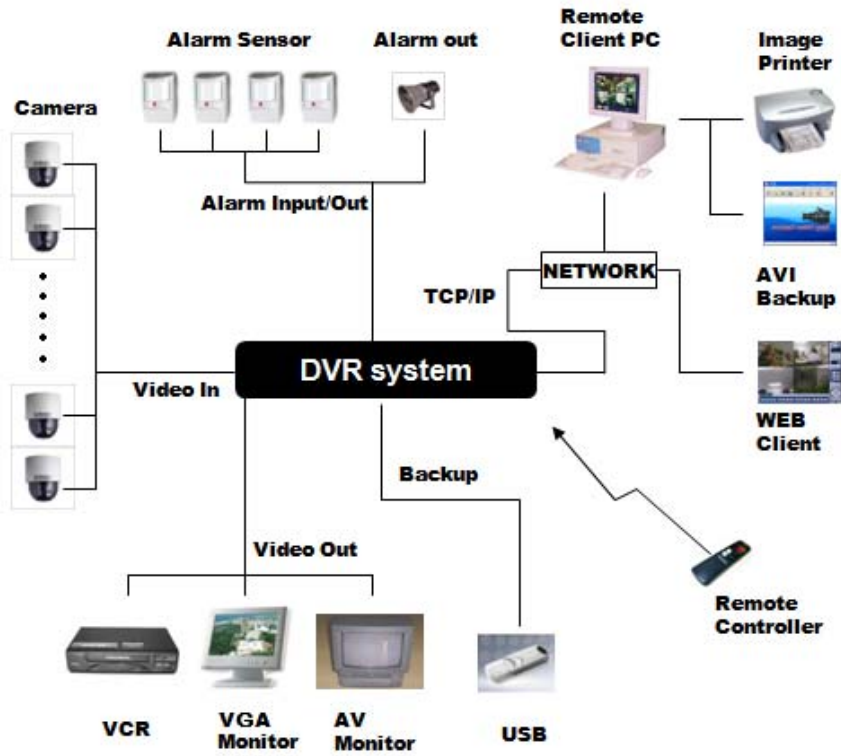 Alarm Sensor
Alarm out
Remote
Client PC
Image
Printer
Camera
Alarm Input/Out
NETWORK
TCP/IP
AVI
Backup
DVR system
Video In
WEB
Client
Backup
Video Out
Remote
Controller
VCR
VGA
Monitor
AV
Monitor
USB